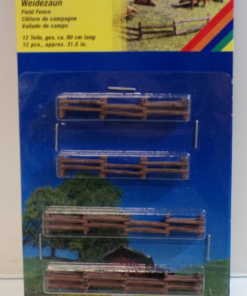 Weidezaun
Field Fence
Clôture de campagne
Vallado de campo
12 Teile, ges. ca. 80 cm lang
12 pcs., approx. 31.5 in.